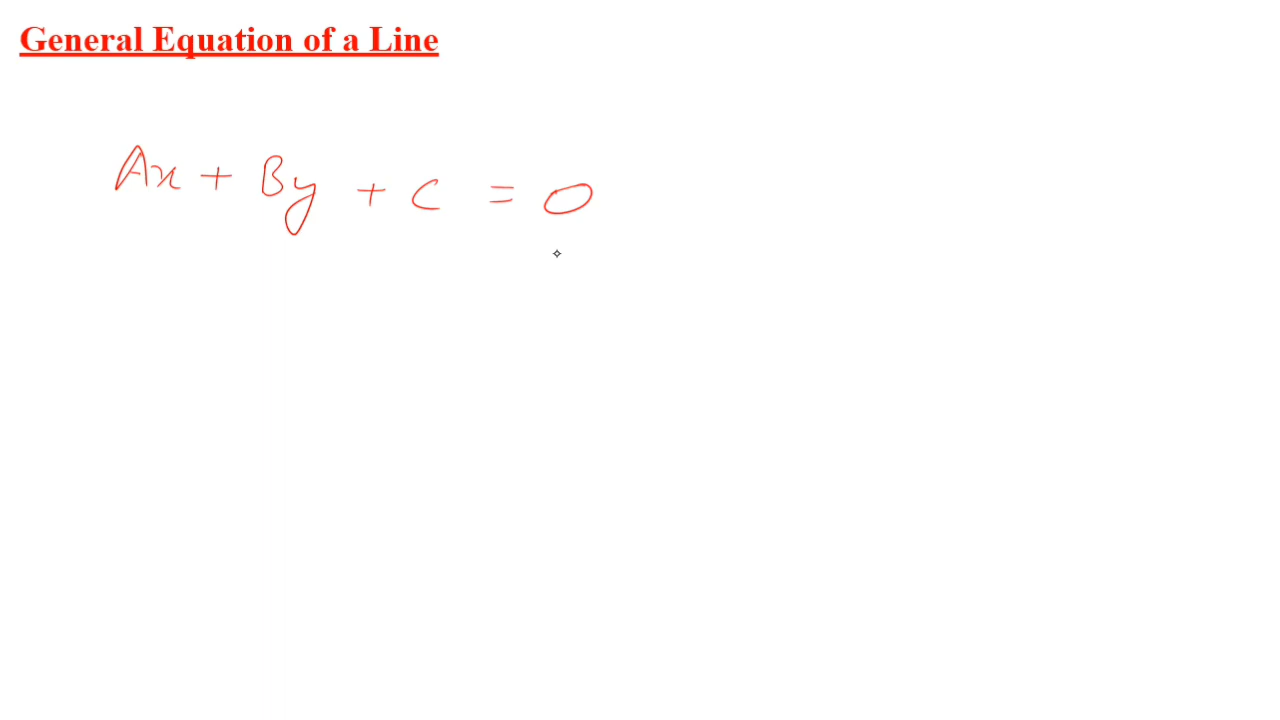 General Equation of a Line
Ax + By + C = 0